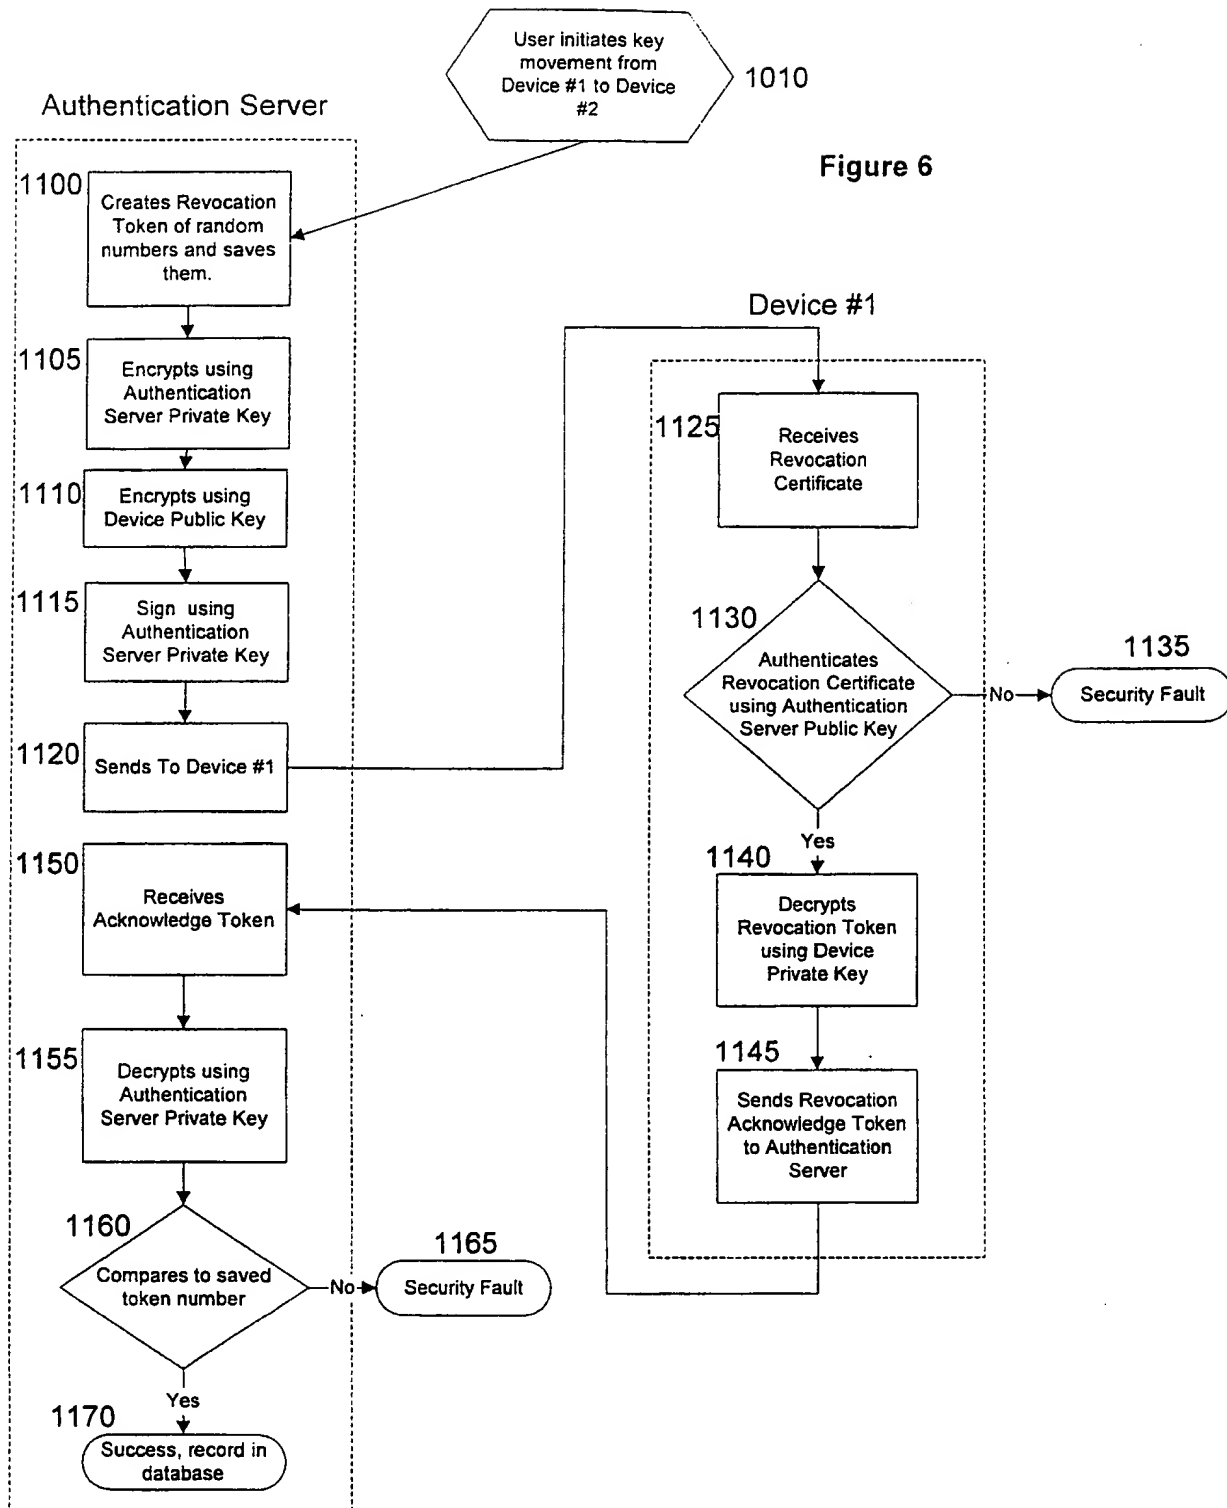 User initiates key
movement from
Device #1 to Device
#2
1010
Authentication Server
Figure 6
1100
Creates Revocation
Token of random
numbers and saves
them.
1105
Encrypts using
Authentication
Server Private Key
1110
Encrypts using
Device Public Key
1115
Sign using
Authentication
Server Private Key
1120
Sends To Device #1
Device #1
1125
Receives
Revocation
Certificate
1130
Authenticates
Revocation Certificate
using Authentication
Server Public Key
No
1135
Security Fault
Yes
1140
Decrypts
Revocation Token
using Device
Private Key
1145
Sends Revocation
Acknowledge Token
to Authentication
Server
1150
Receives
Acknowledge Token
1155
Decrypts using
Authentication
Server Private Key
1160
Compares to saved
token number
No
1165
Security Fault
Yes
1170
Success, record in
database